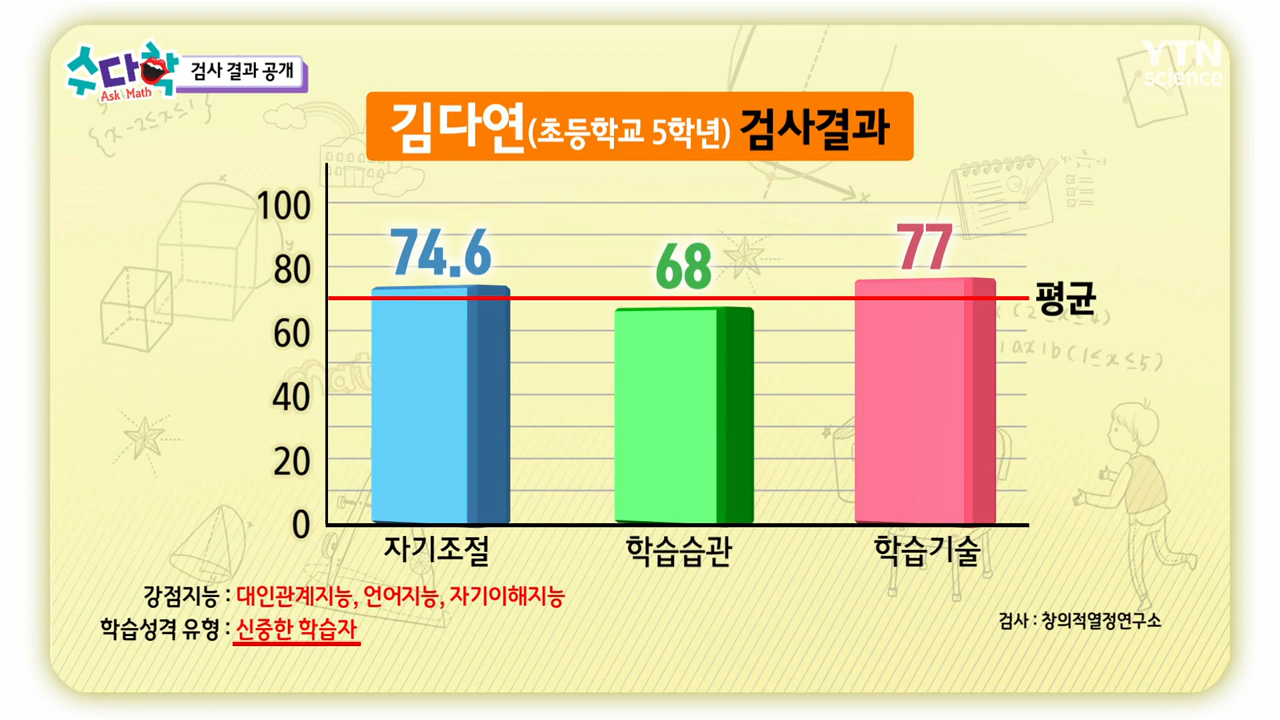 수다학
Ask Math
검사 결과 공개
YTN
science
김다연(초등학교 5학년) 검사결과
100
80
60
40
20
0
74.6
68
77
평균
자기조절
학습습관
학습기술
강점지능 : 대인관계지능, 언어지능, 자기이해지능
학습성격 유형 : 신중한 학습자
검사 : 창의적열정연구소